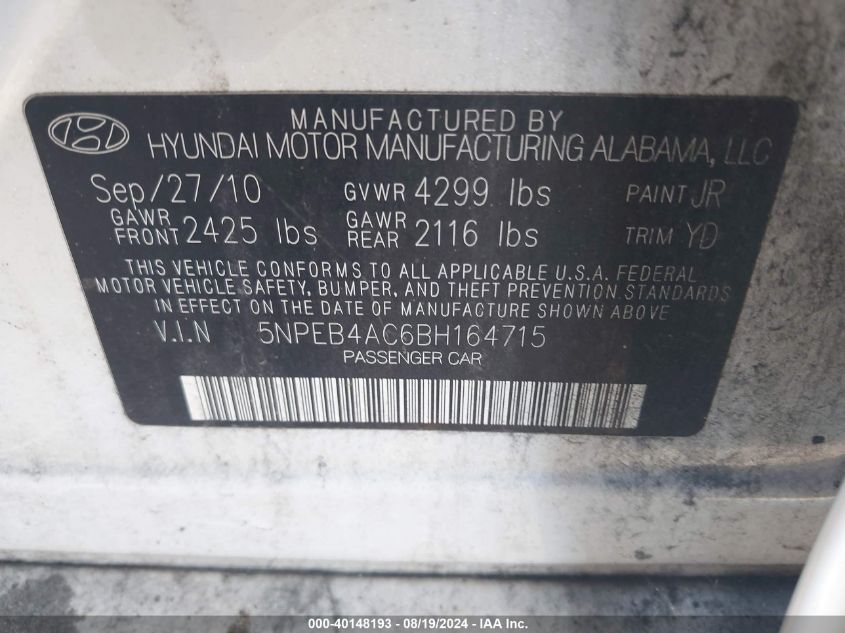 MANUFACTURED BY
HYUNDAI MOTOR MANUFACTURING ALABAMA, LLC
Sep/27/10 GVWR 4299 lbs PAINT JR
GAWR FRONT 2425 lbs GAWR REAR 2116 lbs TRIM YD
THIS VEHICLE CONFORMS TO ALL APPLICABLE U.S.A. FEDERAL
MOTOR VEHICLE SAFETY, BUMPER, AND THEFT PREVENTION STANDARDS
IN EFFECT ON THE DATE OF MANUFACTURE SHOWN ABOVE.
V.I.N 5NPEB4AC6BH164715
PASSENGER CAR
000-40148193 - 08/19/2024 - IAA Inc.